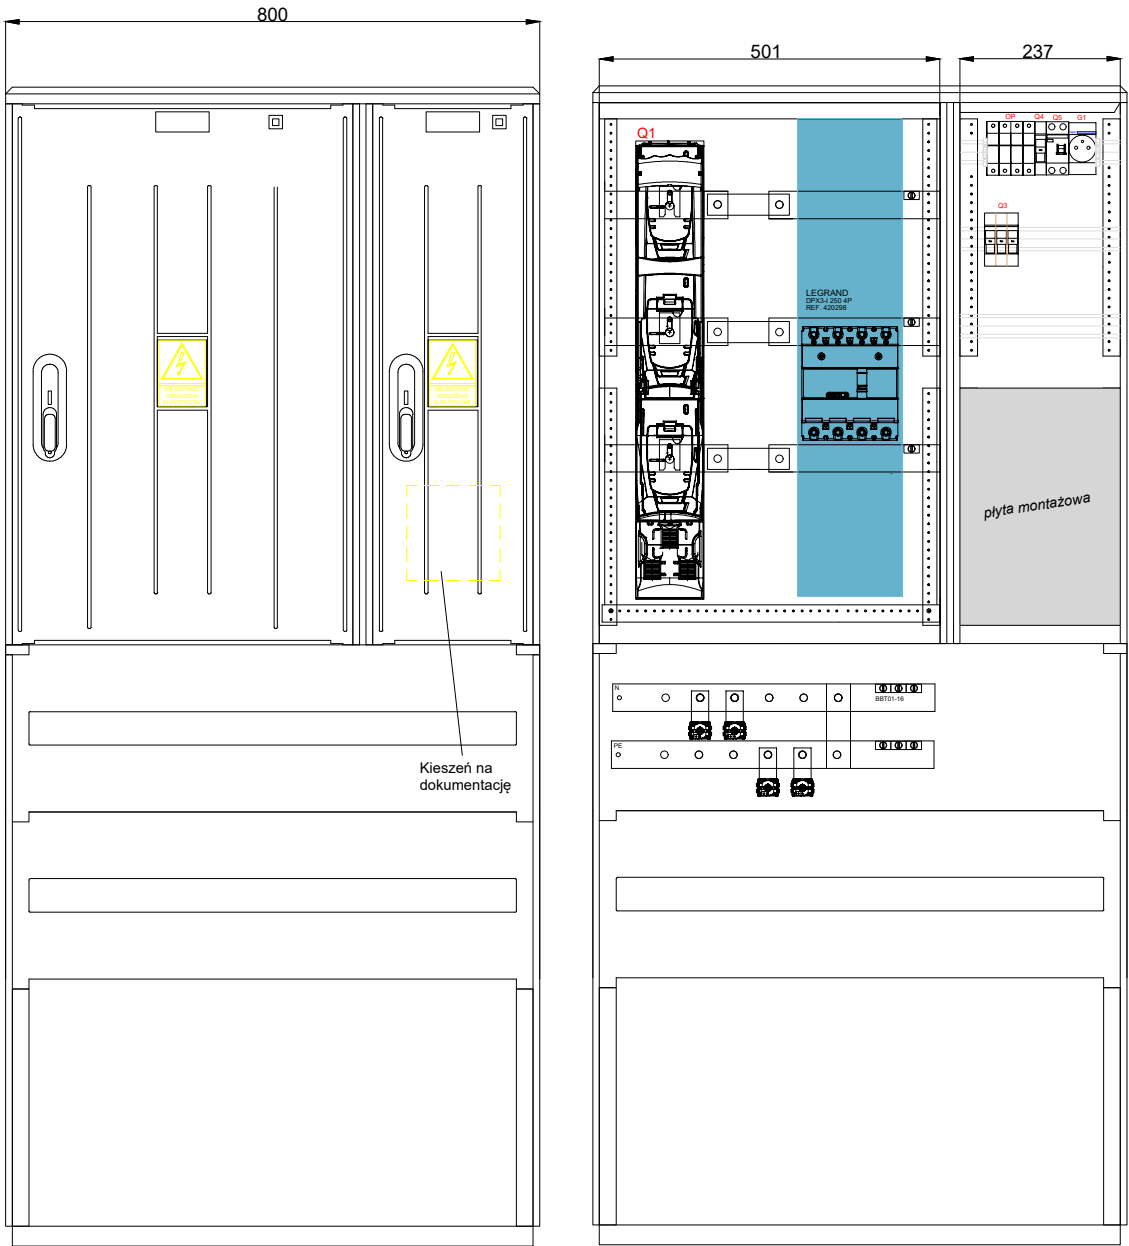 800
501
237
Q1
OP Q4 Q5 G1
Q3
LEGRAND
DPX3-I 250 4P
REF. 420298
płyta montażowa
Kieszeń na
dokumentację
N
BBT01-16
PE